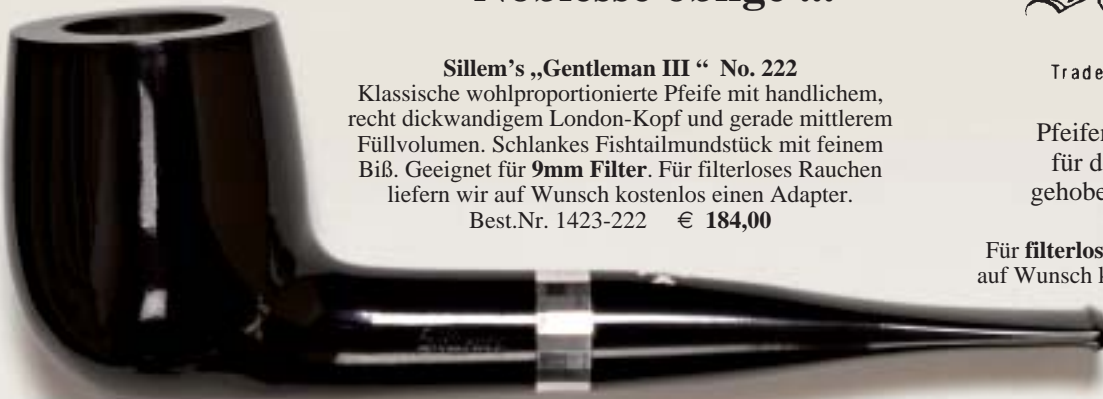 Noblesse oblige ...
Sillem's „Gentleman III “ No. 222
Klassische wohlproportionierte Pfeife mit handlichem,
recht dickwandigem London-Kopf und gerade mittlerem
Füllvolumen. Schlankes Fishtailmundstück mit feinem
Biß. Geeignet für 9mm Filter. Für filterloses Rauchen
liefern wir auf Wunsch kostenlos einen Adapter.
Best.Nr. 1423-222 € 184,00
Trade
Pfeifen
für d
gehobe
Für filterlos
auf Wunsch k